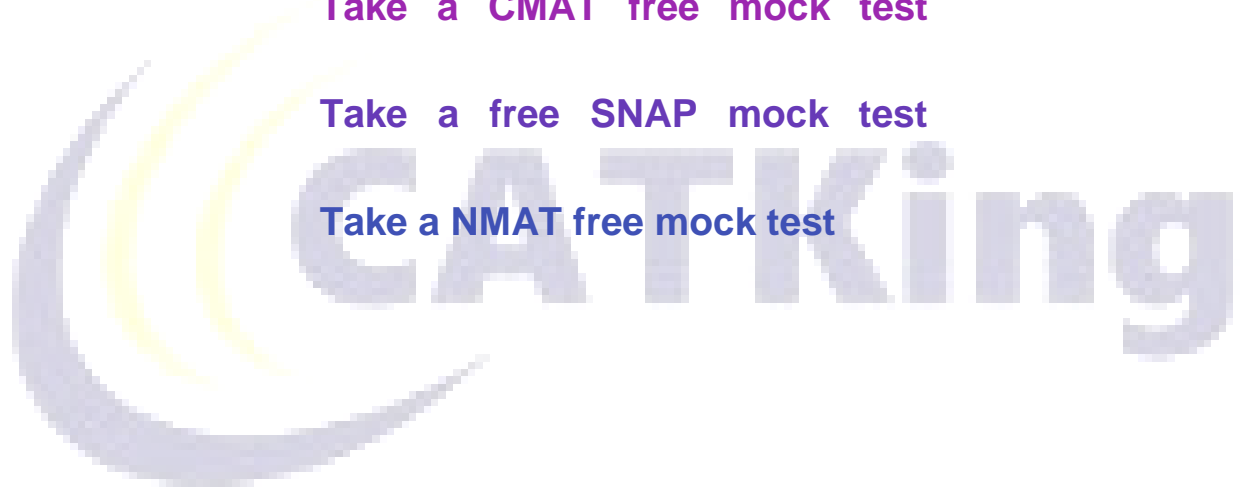 Take a CMAT free mock test
Take a free SNAP mock test
CATKing
Take a NMAT free mock test